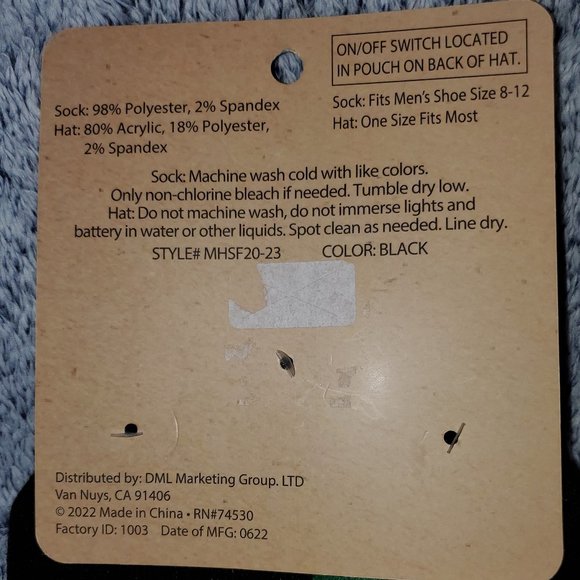 ON/OFF SWITCH LOCATED
IN POUCH ON BACK OF HAT.
Sock: 98% Polyester, 2% Spandex
Hat: 80% Acrylic, 18% Polyester,
2% Spandex
Sock: Fits Men's Shoe Size 8-12
Hat: One Size Fits Most
Sock: Machine wash cold with like colors.
Only non-chlorine bleach if needed. Tumble dry low.
Hat: Do not machine wash, do not immerse lights and
battery in water or other liquids. Spot clean as needed. Line dry.
STYLE# MHSF20-23 COLOR: BLACK
Distributed by: DML Marketing Group. LTD
Van Nuys, CA 91406
© 2022 Made in China • RN#74530
Factory ID: 1003 Date of MFG: 0622